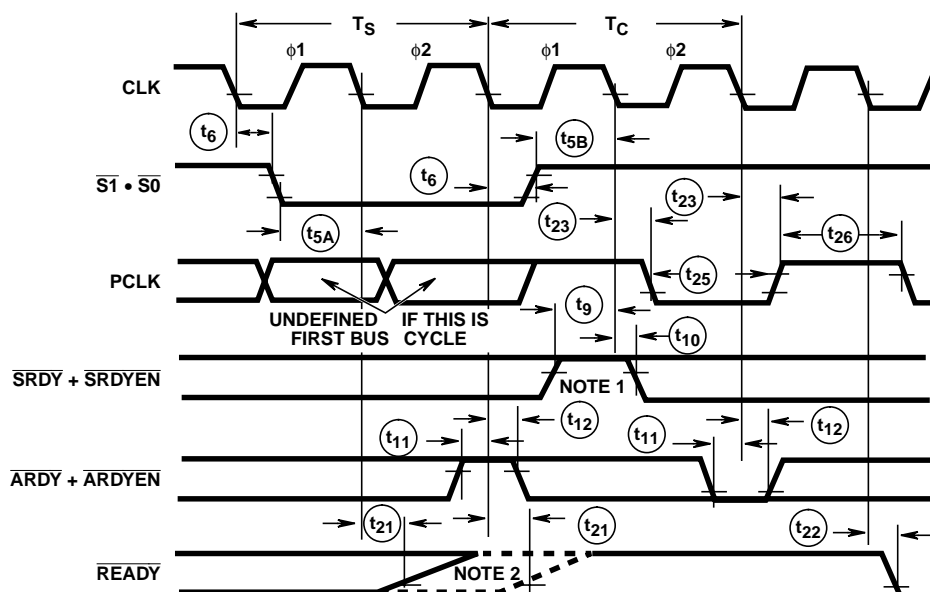 TS TC
ϕ1 ϕ2 ϕ1 ϕ2
CLK
t6 t5B
S1 • S0
t6 t23 t23
t5A t26
PCLK
t25
UNDEFINED IF THIS IS
FIRST BUS CYCLE
t9
t10
SRDY + SRDYEN
NOTE 1
t11 t12 t11 t12
ARDY + ARDYEN
t21 t21 t22
READY
NOTE 2